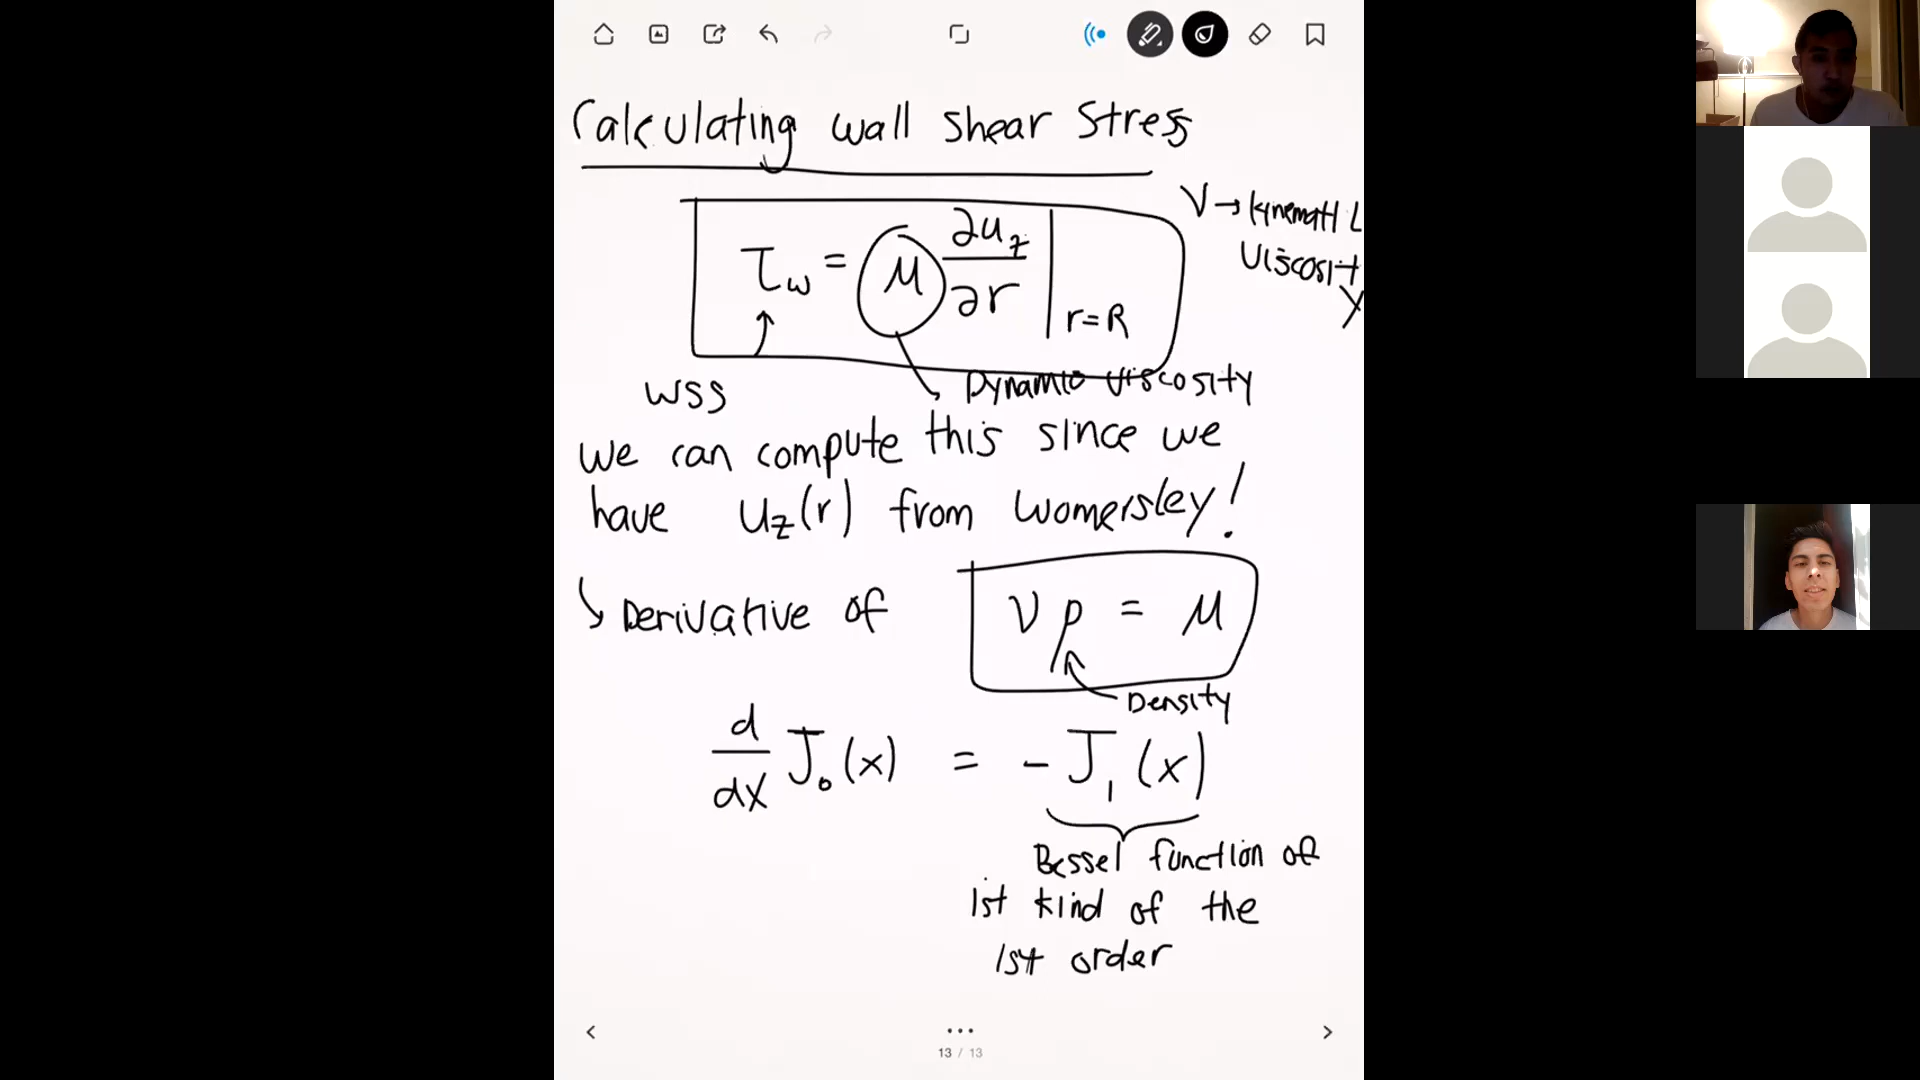 Calculating wall shear Stress
ν → kinematic
Viscosity
τw = μ ∂uz/∂r | r=R
WSS
Dynamic viscosity
we can compute this since we
have uz(r) from Womersley!
↳ Derivative of
νρ = μ
Density
d/dx J₀(x) = -J₁(x)
Bessel function of
1st kind of the
1st order
13 / 13